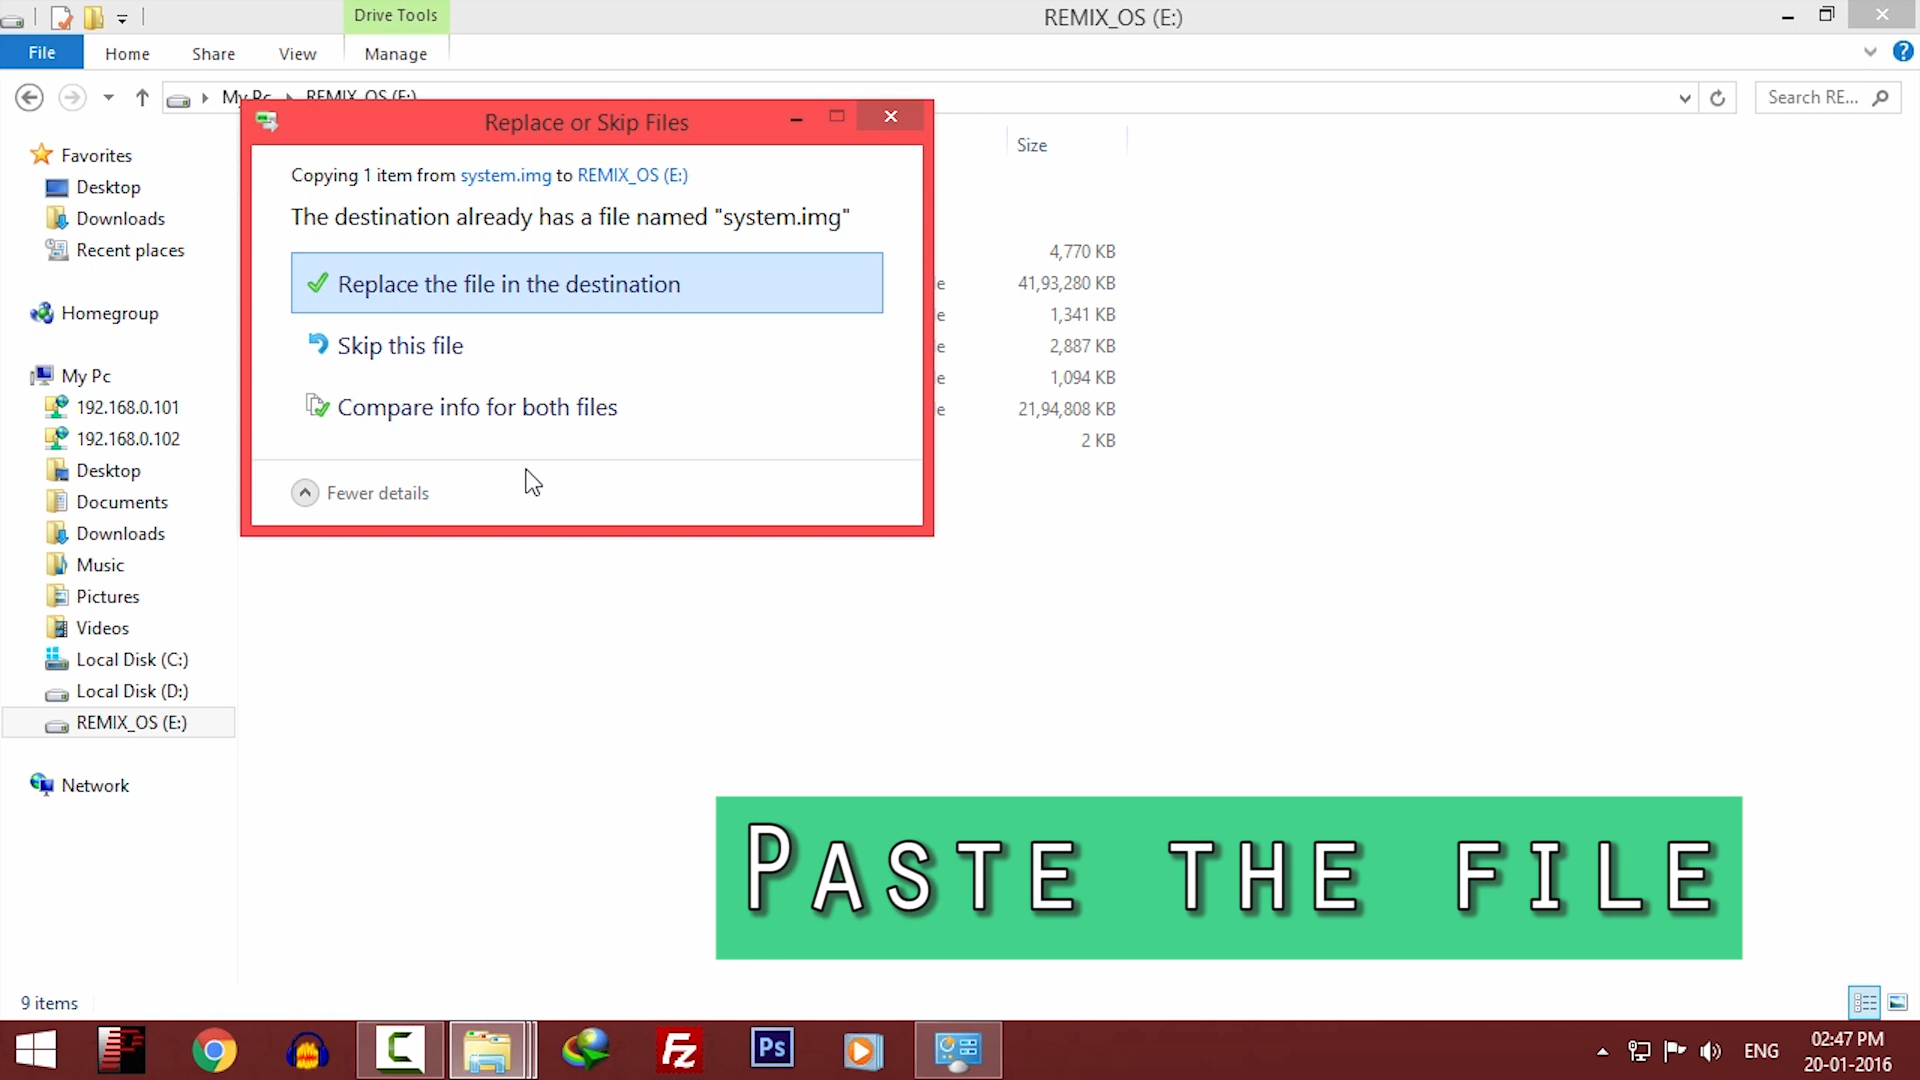 Drive Tools
REMIX_OS (E:)
File
Home
Share
View
Manage
REMIX_OS (E:)
Search RE...
Replace or Skip Files
Copying 1 item from system.img to REMIX_OS (E:)
The destination already has a file named "system.img"
Replace the file in the destination
Skip this file
Compare info for both files
Fewer details
Size
4,770 KB
e 41,93,280 KB
1,341 KB
e 2,887 KB
1,094 KB
e 21,94,808 KB
2 KB
Favorites
Desktop
Downloads
Recent places
Homegroup
My Pc
192.168.0.101
192.168.0.102
Desktop
Documents
Downloads
Music
Pictures
Videos
Local Disk (C:)
Local Disk (D:)
REMIX_OS (E:)
Network
PASTE THE FILE
9 items
Ps
ENG
02:47 PM
20-01-2016